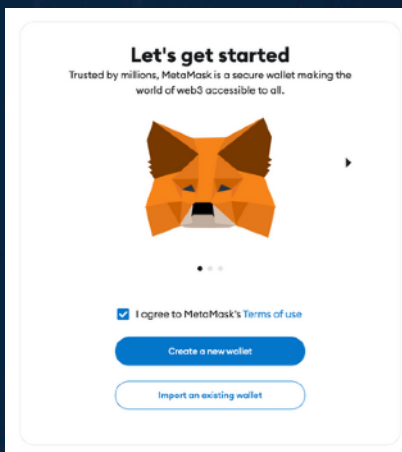 Let's get started
Trusted by millions, MetaMask is a secure wallet making the
world of web3 accessible to all.
I agree to MetaMask's Terms of use
Create a new wallet
Import an existing wallet